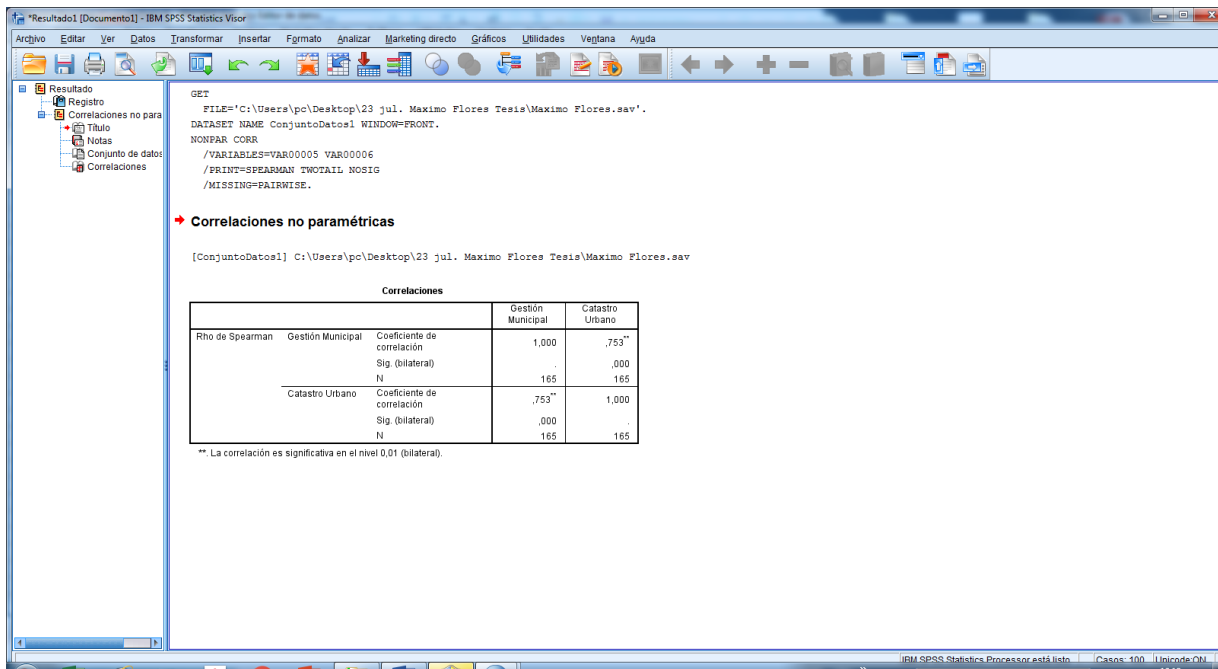 *Resultado1 [Documento1] - IBM SPSS Statistics Visor
Archivo Editar Ver Datos Transformar Insertar Formato Analizar Marketing directo Gráficos Utilidades Ventana Ayuda
Resultado
Registro
Correlaciones no para
Título
Notas
Conjunto de datos
Correlaciones
GET
FILE='C:\Users\pc\Desktop\23 jul. Maximo Flores Tesis\Maximo Flores.sav'.
DATASET NAME ConjuntoDatos1 WINDOW=FRONT.
NONPAR CORR
/VARIABLES=VAR00005 VAR00006
/PRINT=SPEARMAN TWOTAIL NOSIG
/MISSING=PAIRWISE.
Correlaciones no paramétricas
[ConjuntoDatos1] C:\Users\pc\Desktop\23 jul. Maximo Flores Tesis\Maximo Flores.sav
Correlaciones
Gestión Municipal Catastro Urbano
Rho de Spearman Gestión Municipal Coeficiente de correlación 1,000 ,753**
Sig. (bilateral) . ,000
N 165 165
Catastro Urbano Coeficiente de correlación ,753** 1,000
Sig. (bilateral) ,000 .
N 165 165
**. La correlación es significativa en el nivel 0,01 (bilateral).
IBM SPSS Statistics Processor está listo Casos: 100 Unicode:ON